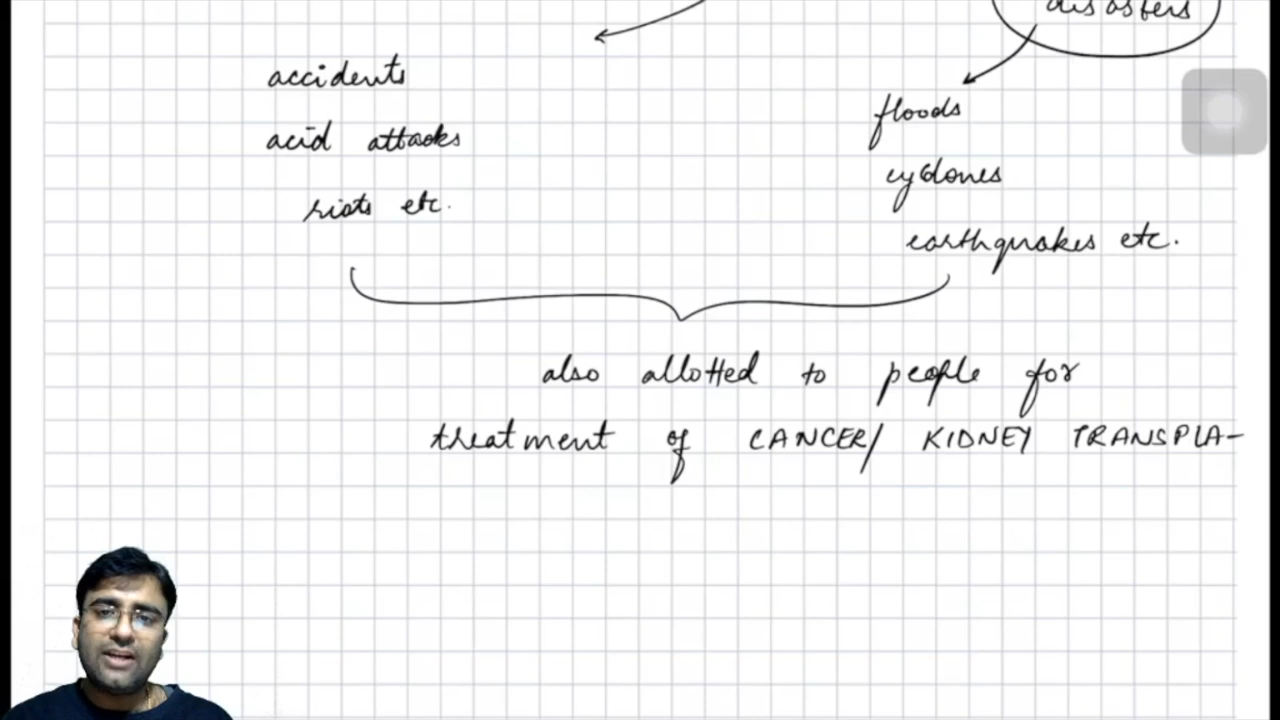 disasters
accidents
floods
acid attacks
cyclones
riots etc.
earthquakes etc.
also allotted to people for
treatment of CANCER/ KIDNEY TRANSPLA-